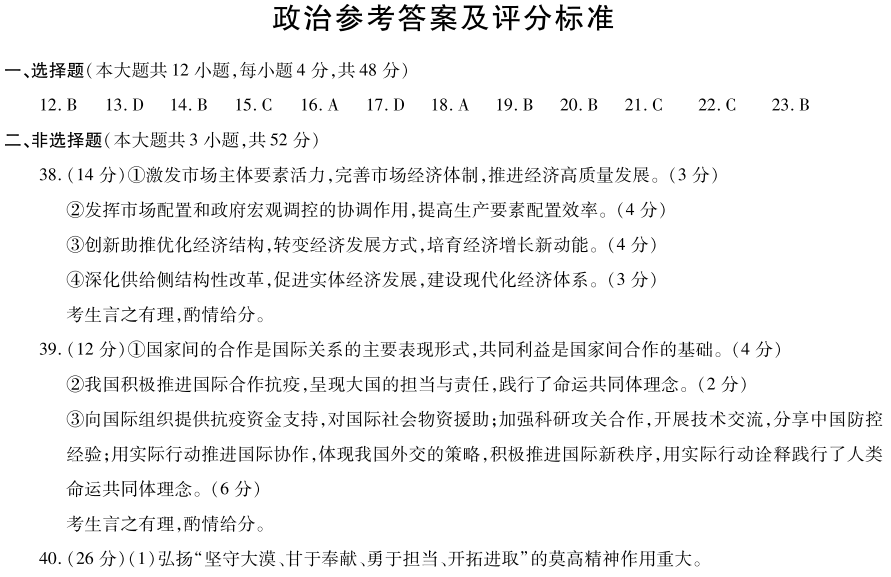 政治参考答案及评分标准
一、选择题(本大题共12小题,每小题4分,共48分)
12. B 13. D 14. B 15. C 16. A 17. D 18. A 19. B 20. B 21. C 22. C 23. B
二、非选择题(本大题共3小题,共52分)
38. (14分)①激发市场主体要素活力,完善市场经济体制,推进经济高质量发展。(3分)
②发挥市场配置和政府宏观调控的协调作用,提高生产要素配置效率。(4分)
③创新助推优化经济结构,转变经济发展方式,培育经济增长新动能。(4分)
④深化供给侧结构性改革,促进实体经济发展,建设现代化经济体系。(3分)
考生言之有理,酌情给分。
39. (12分)①国家间的合作是国际关系的主要表现形式,共同利益是国家间合作的基础。(4分)
②我国积极推进国际合作抗疫,呈现大国的担当与责任,践行了命运共同体理念。(2分)
③向国际组织提供抗疫资金支持,对国际社会物资援助;加强科研攻关合作,开展技术交流,分享中国防控
经验;用实际行动推进国际协作,体现我国外交的策略,积极推进国际新秩序,用实际行动诠释践行了人类
命运共同体理念。(6分)
考生言之有理,酌情给分。
40. (26分)(1)弘扬“坚守大漠、甘于奉献、勇于担当、开拓进取”的莫高精神作用重大。